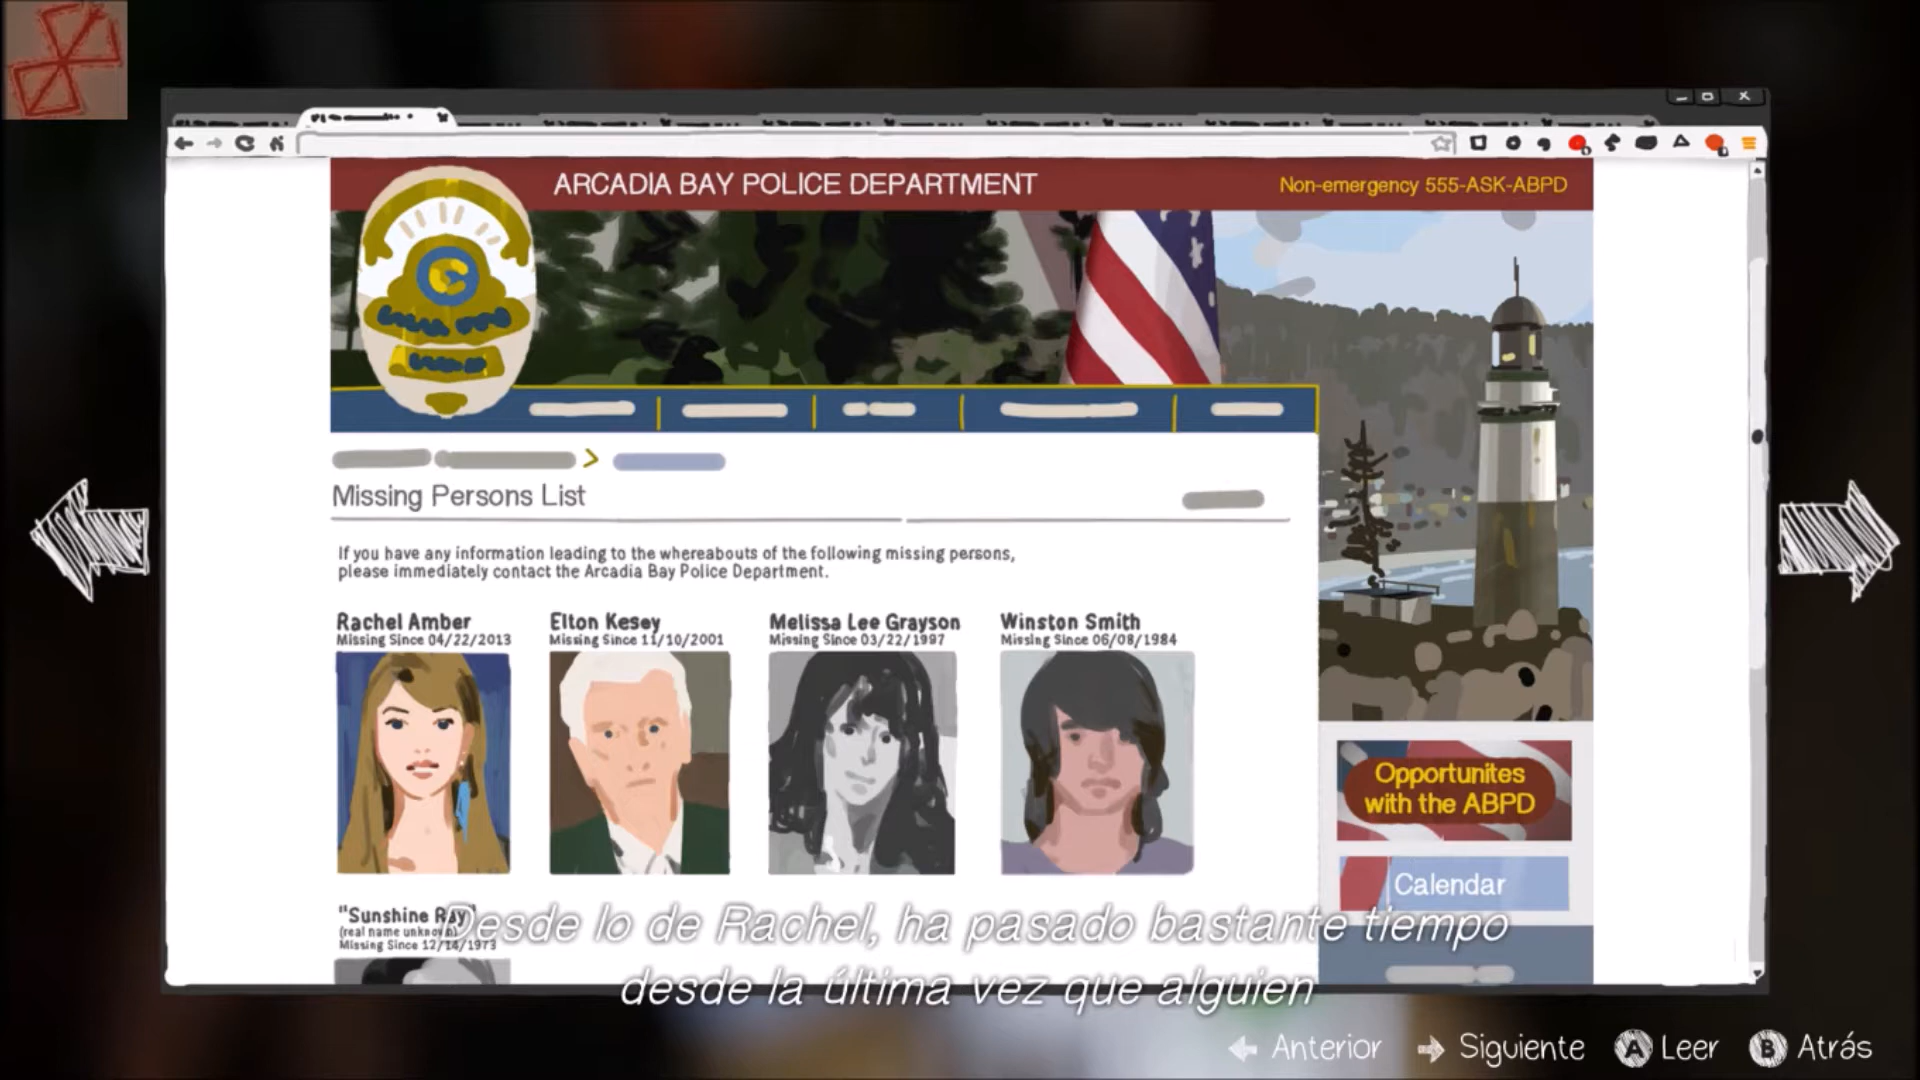 ARCADIA BAY POLICE DEPARTMENT
Non-emergency 555-ASK-ABPD
Missing Persons List
If you have any information leading to the whereabouts of the following missing persons,
please immediately contact the Arcadia Bay Police Department.
Rachel Amber
Missing Since 04/22/2013
Elton Kesey
Missing Since 11/10/2001
Melissa Lee Grayson
Missing Since 03/22/1997
Winston Smith
Missing Since 06/08/1984
Opportunites
with the ABPD
Calendar
"Sunshine Ray"
(real name unknown)
Missing Since 12/14/1973
Desde lo de Rachel, ha pasado bastante tiempo
desde la última vez que alguien
Anterior
Siguiente
A Leer
B Atrás